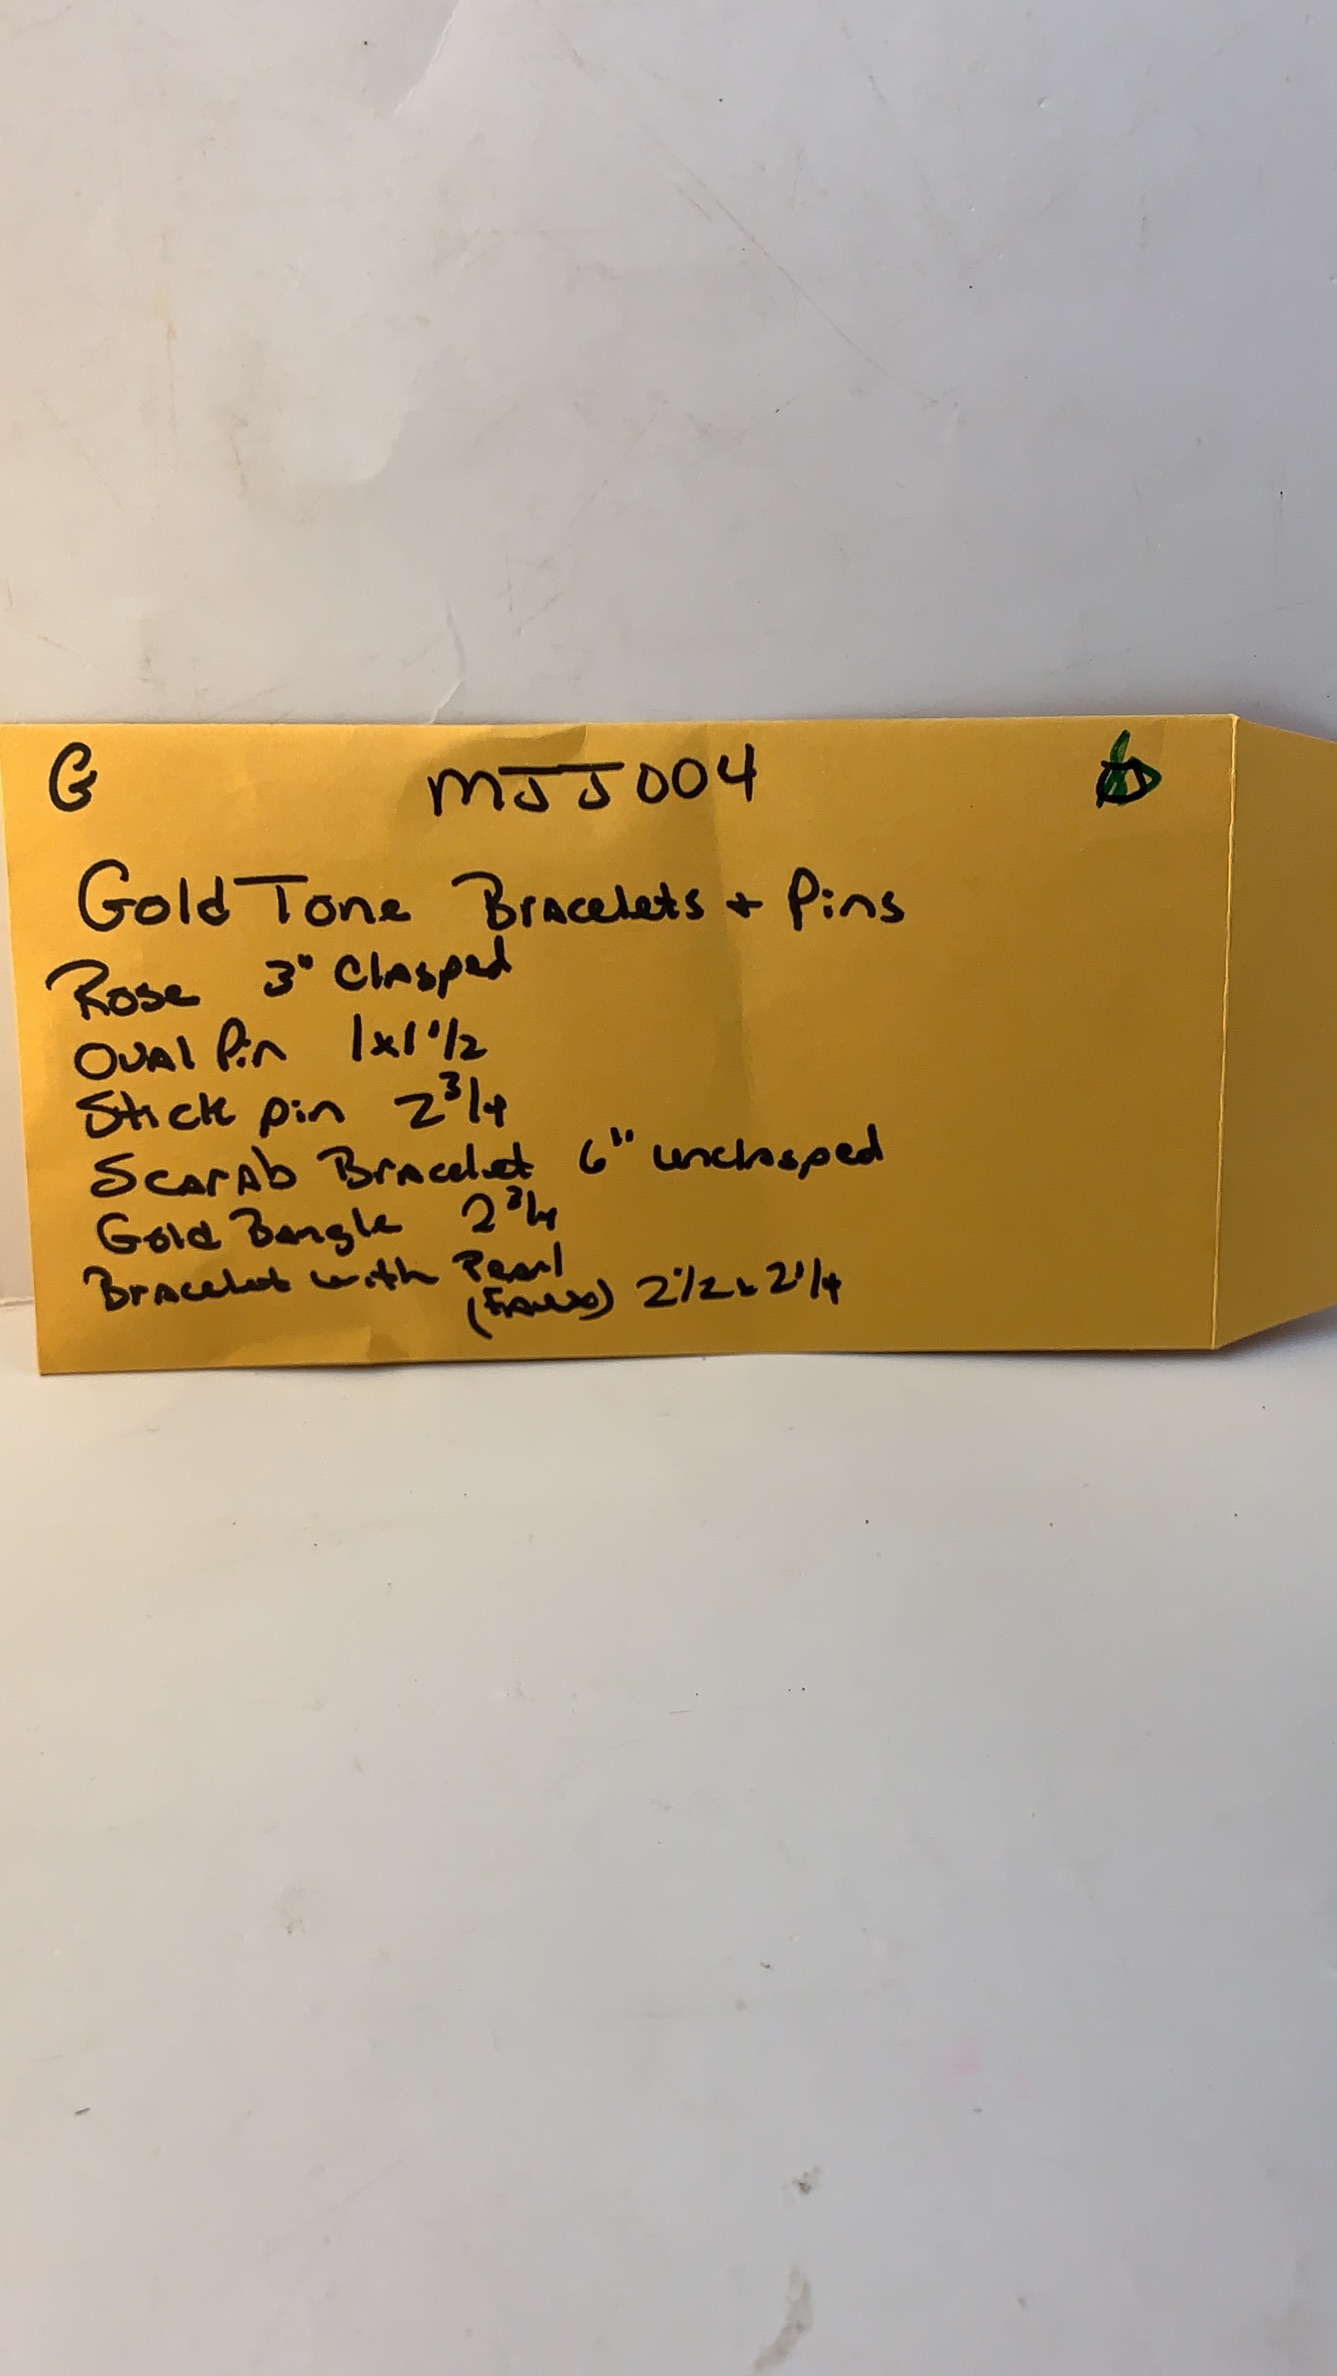 G MJJ004
Gold Tone Bracelets + Pins
Rose 3" Clasped
Oval Pin 1x1 1/2
Stick pin 2 3/4
Scarab Bracelet 6" unclasped
Gold Bangle 2 3/4
Bracelet with Pearl
(Faux) 2 1/2 x 2 1/4